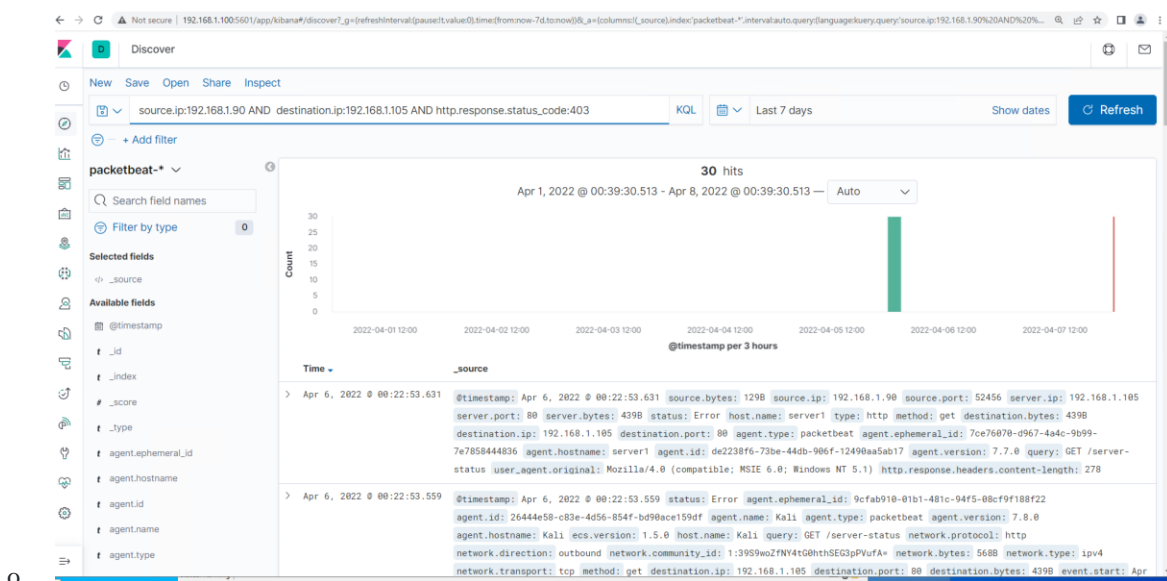 Not secure | 192.168.1.100:5601/app/kibana#/discover?_g=(refreshInterval:(pause:!t,value:0),time:(from:now-7d,to:now))&_a=(columns:!(_source),index:'packetbeat-*',interval:auto,query:(language:kuery,query:'source.ip:192.168.1.90%20AND%20%...
D Discover
New Save Open Share Inspect
source.ip:192.168.1.90 AND destination.ip:192.168.1.105 AND http.response.status_code:403 KQL Last 7 days Show dates Refresh
+ Add filter
packetbeat-*
30 hits
Apr 1, 2022 @ 00:39:30.513 - Apr 8, 2022 @ 00:39:30.513 — Auto
Search field names
Filter by type 0
Selected fields
</> _source
Available fields
@timestamp
t _id
t _index
# _score
t _type
t agent.ephemeral_id
t agent.hostname
t agent.id
t agent.name
t agent.type
Count
30
25
20
15
10
5
0
2022-04-01 12:00 2022-04-02 12:00 2022-04-03 12:00 2022-04-04 12:00 2022-04-05 12:00 2022-04-06 12:00 2022-04-07 12:00
@timestamp per 3 hours
Time _source
Apr 6, 2022 @ 00:22:53.631 @timestamp: Apr 6, 2022 @ 00:22:53.631 source.bytes: 129B source.ip: 192.168.1.90 source.port: 52456 server.ip: 192.168.1.105
server.port: 80 server.bytes: 439B status: Error host.name: server1 type: http method: get destination.bytes: 439B
destination.ip: 192.168.1.105 destination.port: 80 agent.type: packetbeat agent.ephemeral_id: 7ce76070-d967-4a4c-9b99-
7e7858444836 agent.hostname: server1 agent.id: de2238f6-73be-44db-906f-12490aa5ab17 agent.version: 7.7.0 query: GET /server-
status user_agent.original: Mozilla/4.0 (compatible; MSIE 6.0; Windows NT 5.1) http.response.headers.content-length: 278
Apr 6, 2022 @ 00:22:53.559 @timestamp: Apr 6, 2022 @ 00:22:53.559 status: Error agent.ephemeral_id: 9cfab910-01b1-481c-94f5-08cf9f188f22
agent.id: 26444e58-c83e-4d56-854f-bd90ace159df agent.name: Kali agent.type: packetbeat agent.version: 7.8.0
agent.hostname: Kali ecs.version: 1.5.0 host.name: Kali query: GET /server-status network.protocol: http
network.direction: outbound network.community_id: 1:39S9woZfNY4tG0hthSEG3pPVufA= network.bytes: 568B network.type: ipv4
network.transport: tcp method: get destination.ip: 192.168.1.105 destination.port: 80 destination.bytes: 439B event.start: Apr